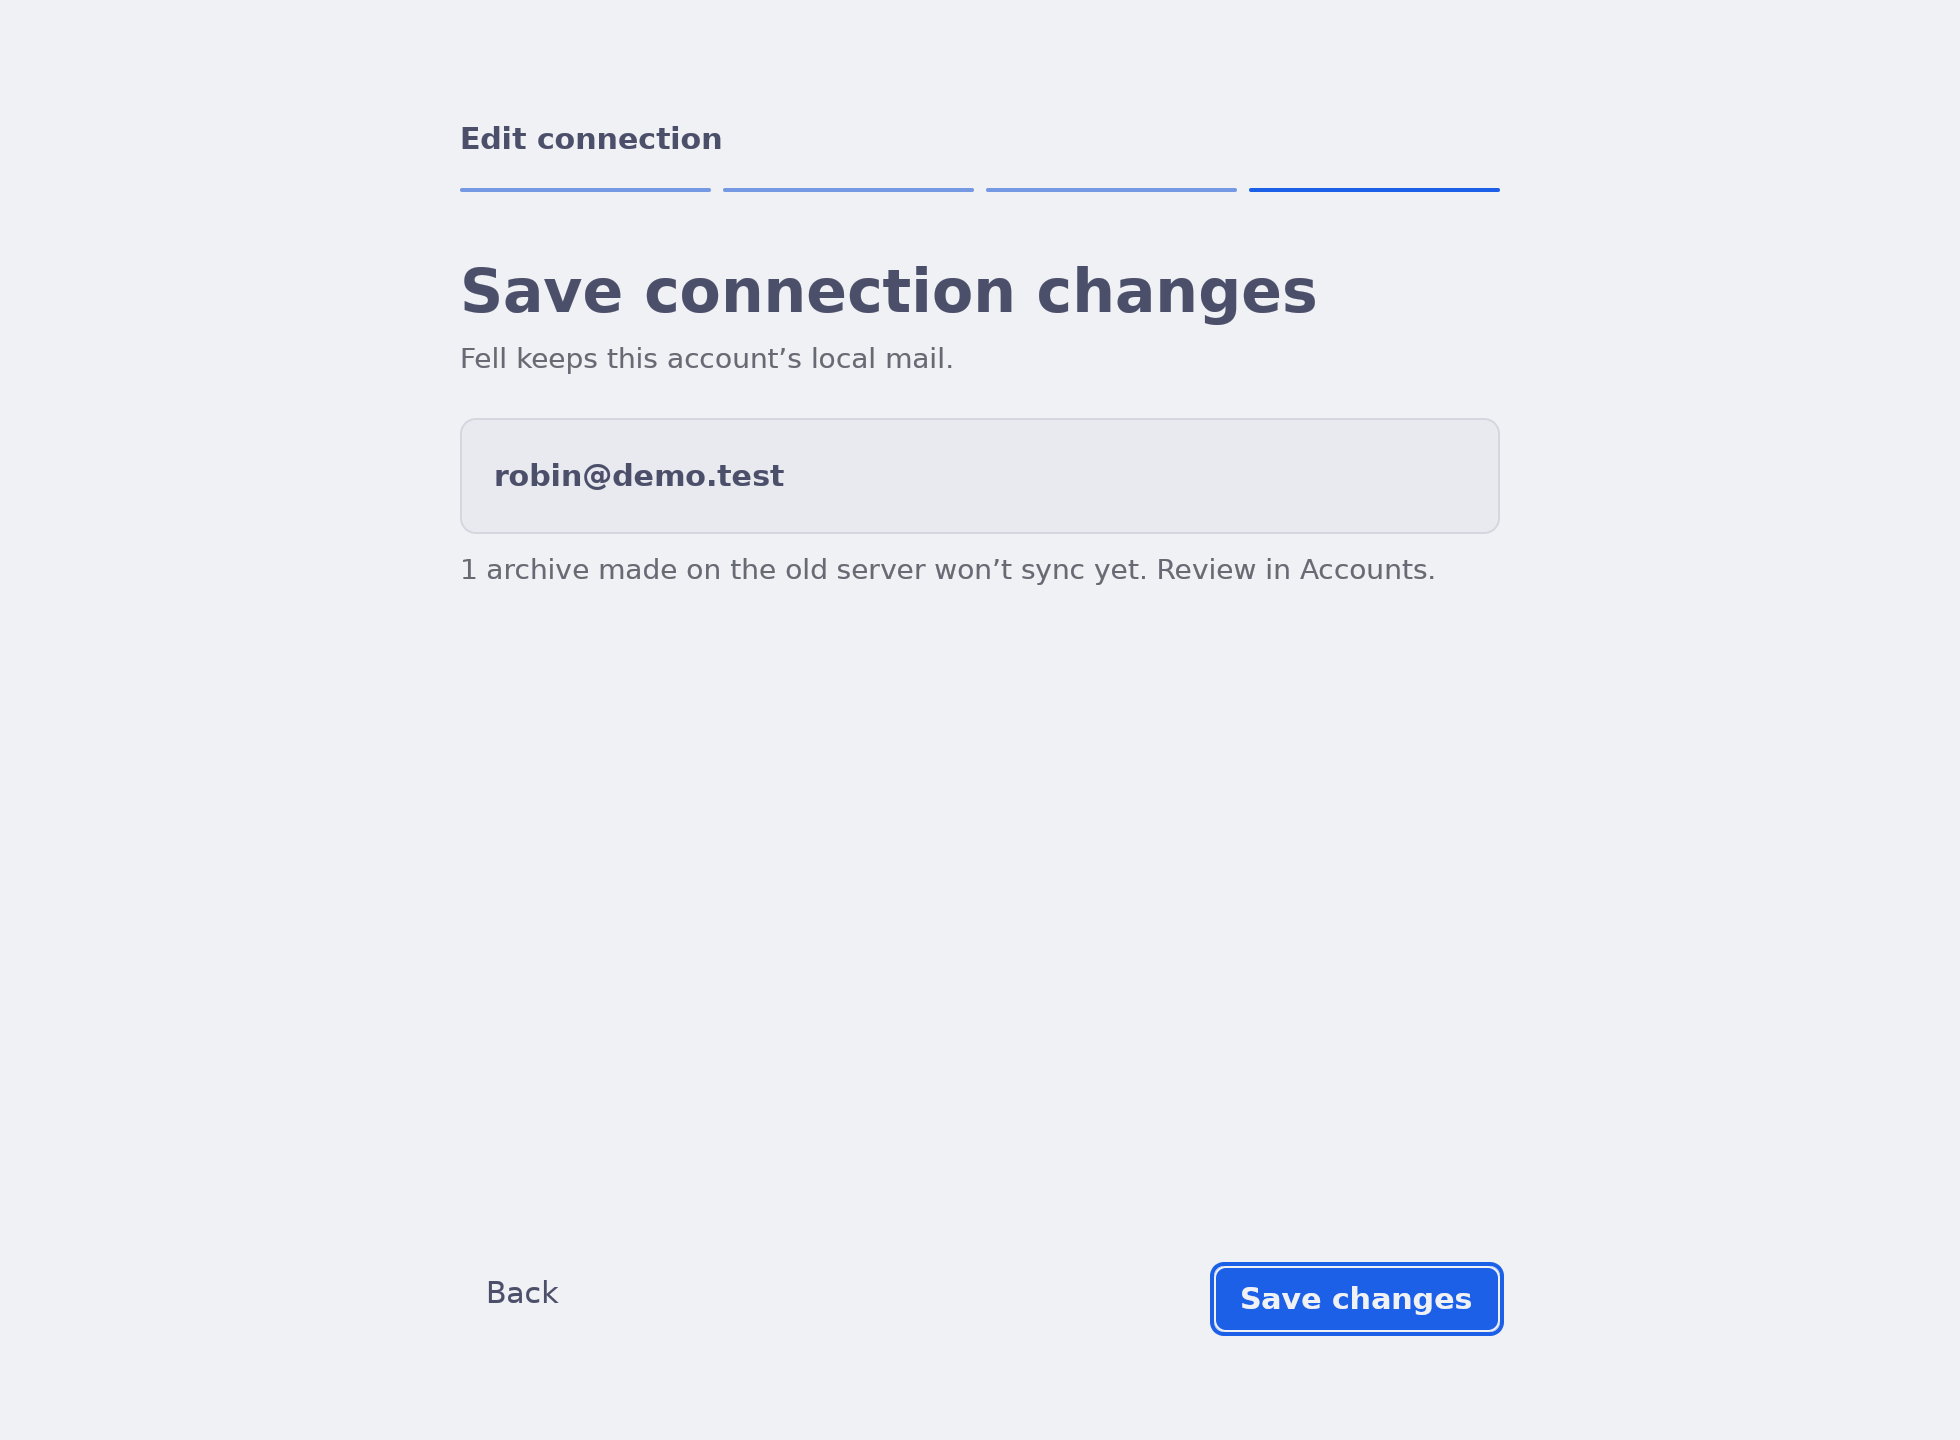 Edit connection
Save connection changes
Fell keeps this account’s local mail.
robin@demo.test
1 archive made on the old server won’t sync yet. Review in Accounts.
Back
Save changes